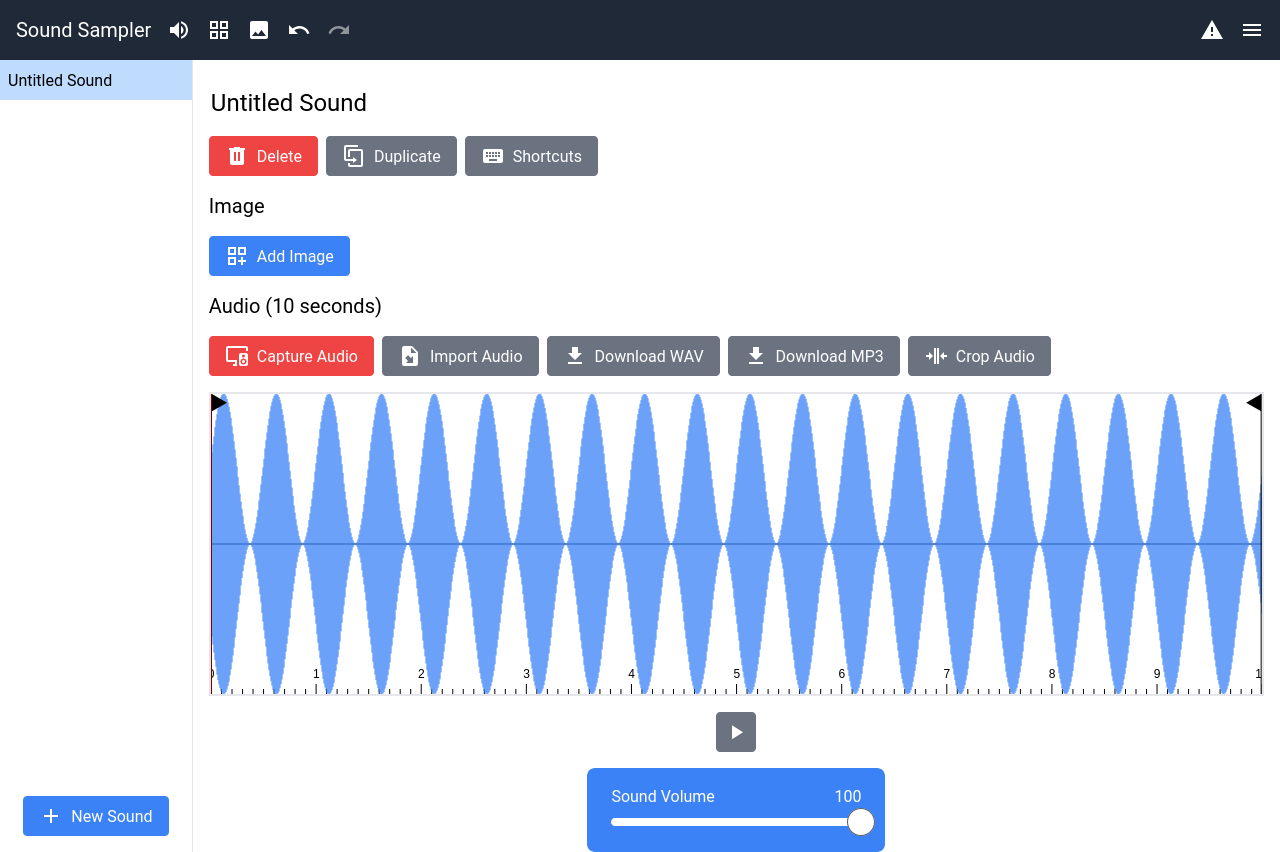 Sound Sampler
Untitled Sound
Untitled Sound
Delete Duplicate Shortcuts
Image
Add Image
Audio (10 seconds)
Capture Audio Import Audio Download WAV Download MP3 Crop Audio
1 2 3 4 5 6 7 8 9
Sound Volume 100
New Sound